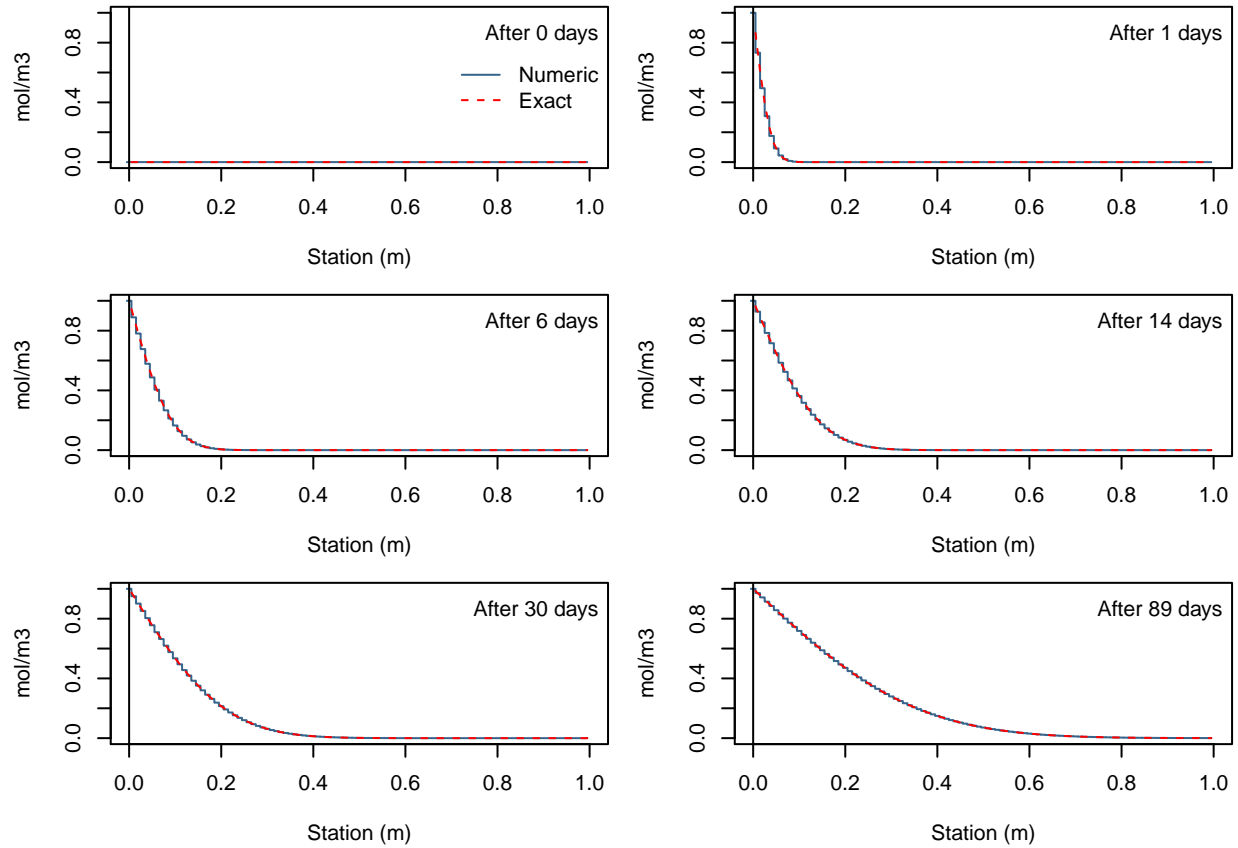 After 0 days
Numeric
Exact
mol/m3
0.0 0.4 0.8
0.0 0.2 0.4 0.6 0.8 1.0
Station (m)
After 1 days
mol/m3
0.0 0.4 0.8
0.0 0.2 0.4 0.6 0.8 1.0
Station (m)
After 6 days
mol/m3
0.0 0.4 0.8
0.0 0.2 0.4 0.6 0.8 1.0
Station (m)
After 14 days
mol/m3
0.0 0.4 0.8
0.0 0.2 0.4 0.6 0.8 1.0
Station (m)
After 30 days
mol/m3
0.0 0.4 0.8
0.0 0.2 0.4 0.6 0.8 1.0
Station (m)
After 89 days
mol/m3
0.0 0.4 0.8
0.0 0.2 0.4 0.6 0.8 1.0
Station (m)